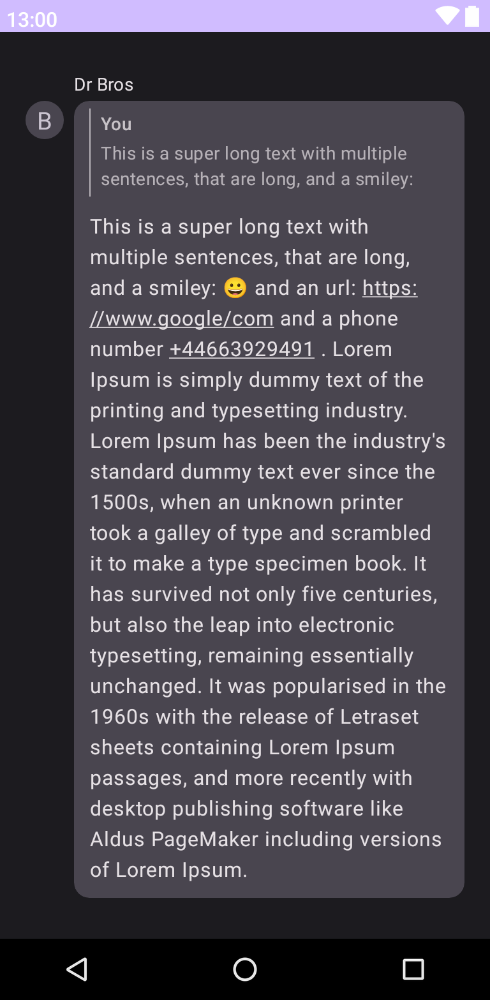 13:00
Dr Bros
B
You
This is a super long text with multiple
sentences, that are long, and a smiley:
This is a super long text with
multiple sentences, that are long,
and a smiley: 😀 and an url: https:
//www.google/com and a phone
number +44663929491 . Lorem
Ipsum is simply dummy text of the
printing and typesetting industry.
Lorem Ipsum has been the industry's
standard dummy text ever since the
1500s, when an unknown printer
took a galley of type and scrambled
it to make a type specimen book. It
has survived not only five centuries,
but also the leap into electronic
typesetting, remaining essentially
unchanged. It was popularised in the
1960s with the release of Letraset
sheets containing Lorem Ipsum
passages, and more recently with
desktop publishing software like
Aldus PageMaker including versions
of Lorem Ipsum.